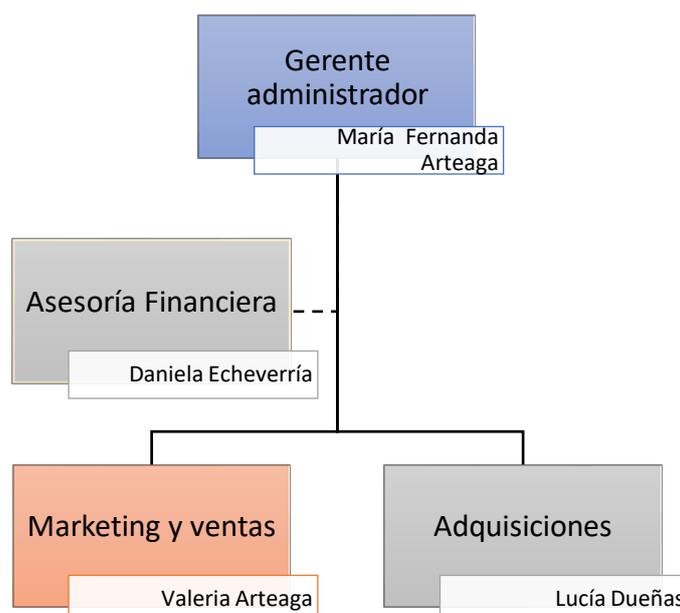 Gerente
administrador
María Fernanda
Arteaga
Asesoría Financiera
Daniela Echeverría
Marketing y ventas
Valeria Arteaga
Adquisiciones
Lucía Dueñas